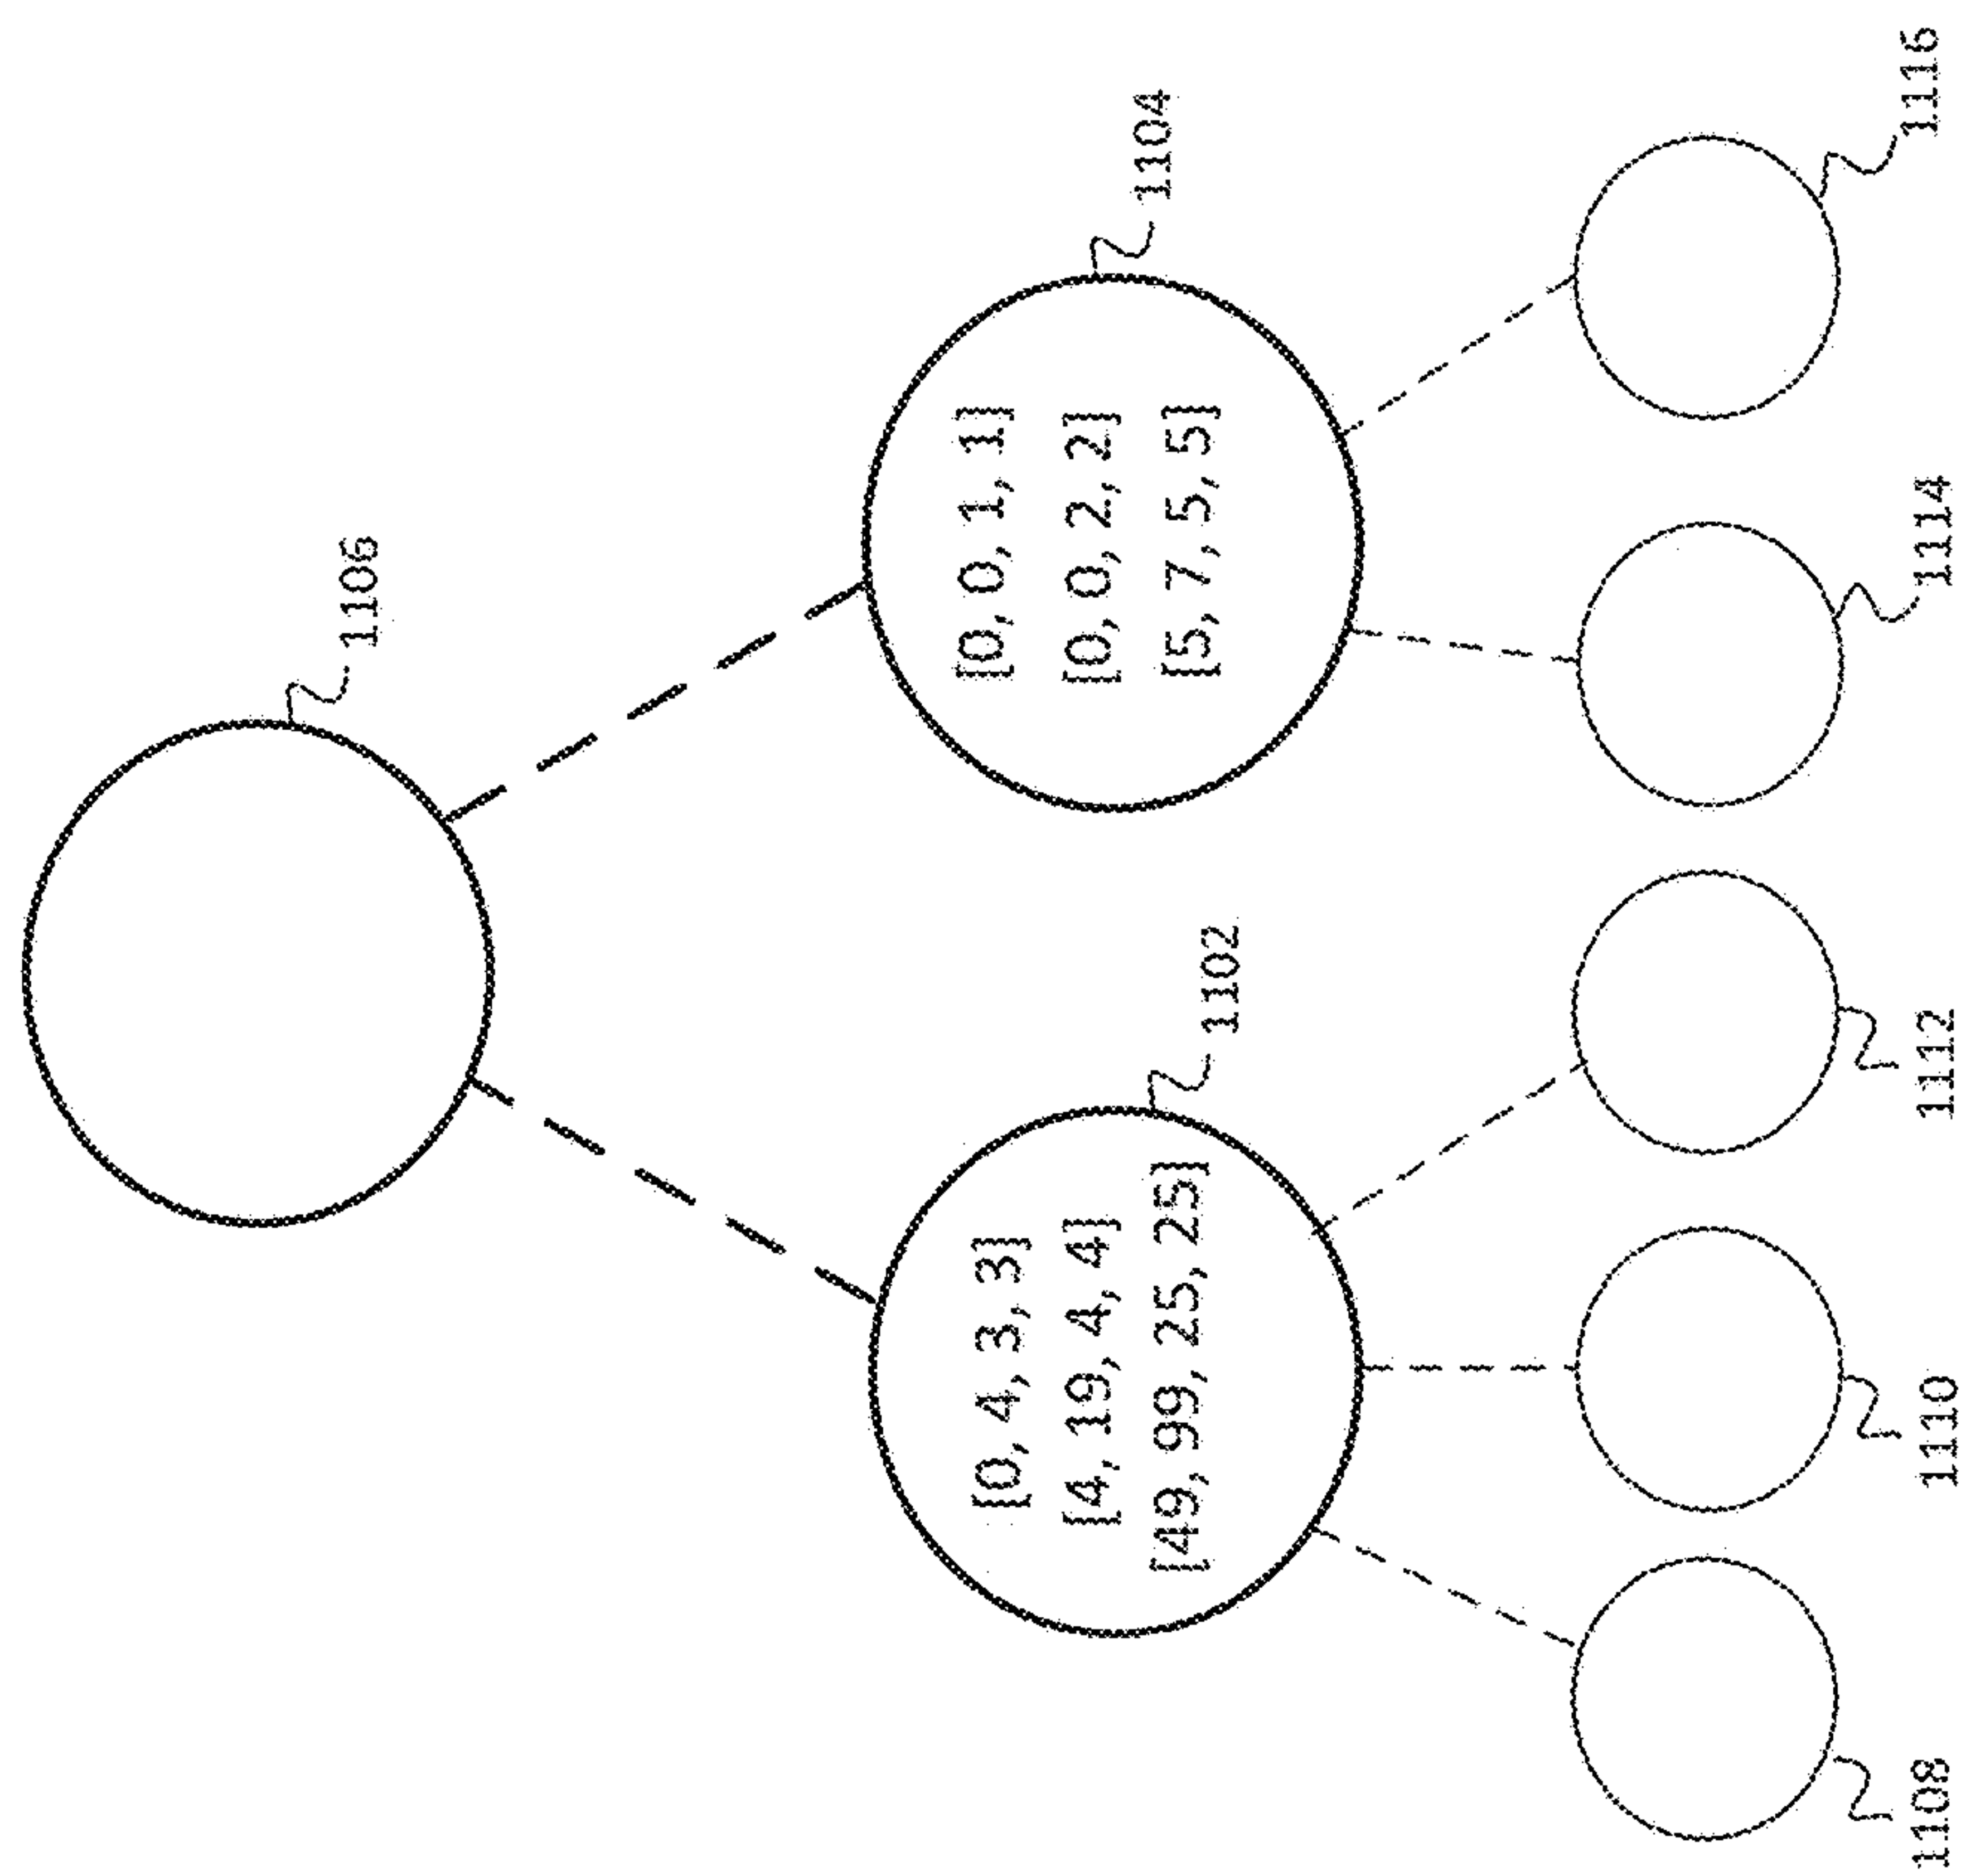 1106
1104
[0, 0, 1, 1]
[0, 0, 2, 2]
[5, 7, 5, 5]
1102
[0, 4, 3, 3]
[4, 19, 4, 4]
[49, 99, 25, 25]
1108
1110
1112
1114
1116